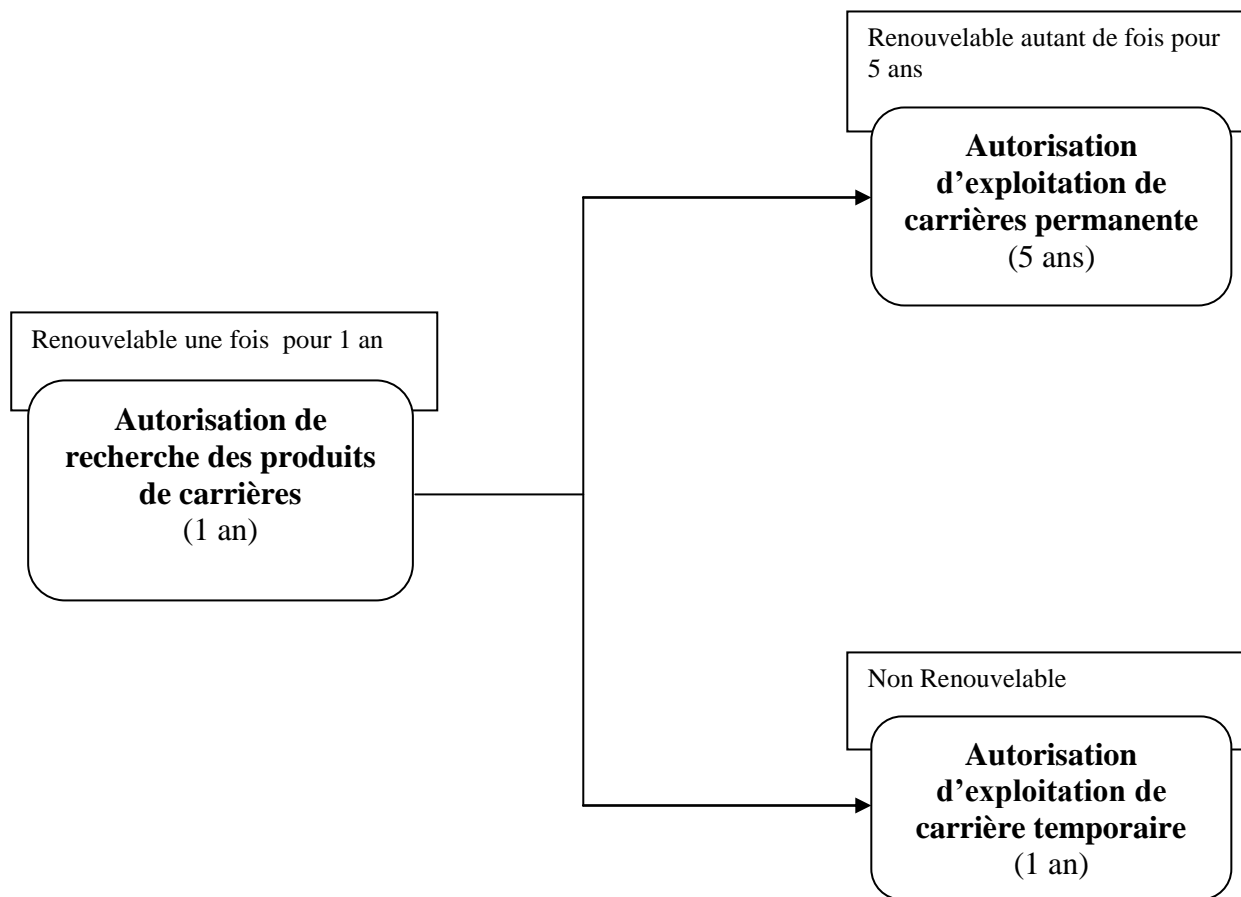 Renouvelable autant de fois pour
5 ans
Autorisation
d’exploitation de
carrières permanente
(5 ans)
Renouvelable une fois  pour 1 an
Autorisation de
recherche des produits
de carrières
(1 an)
Non Renouvelable
Autorisation
d’exploitation de
carrière temporaire
(1 an)